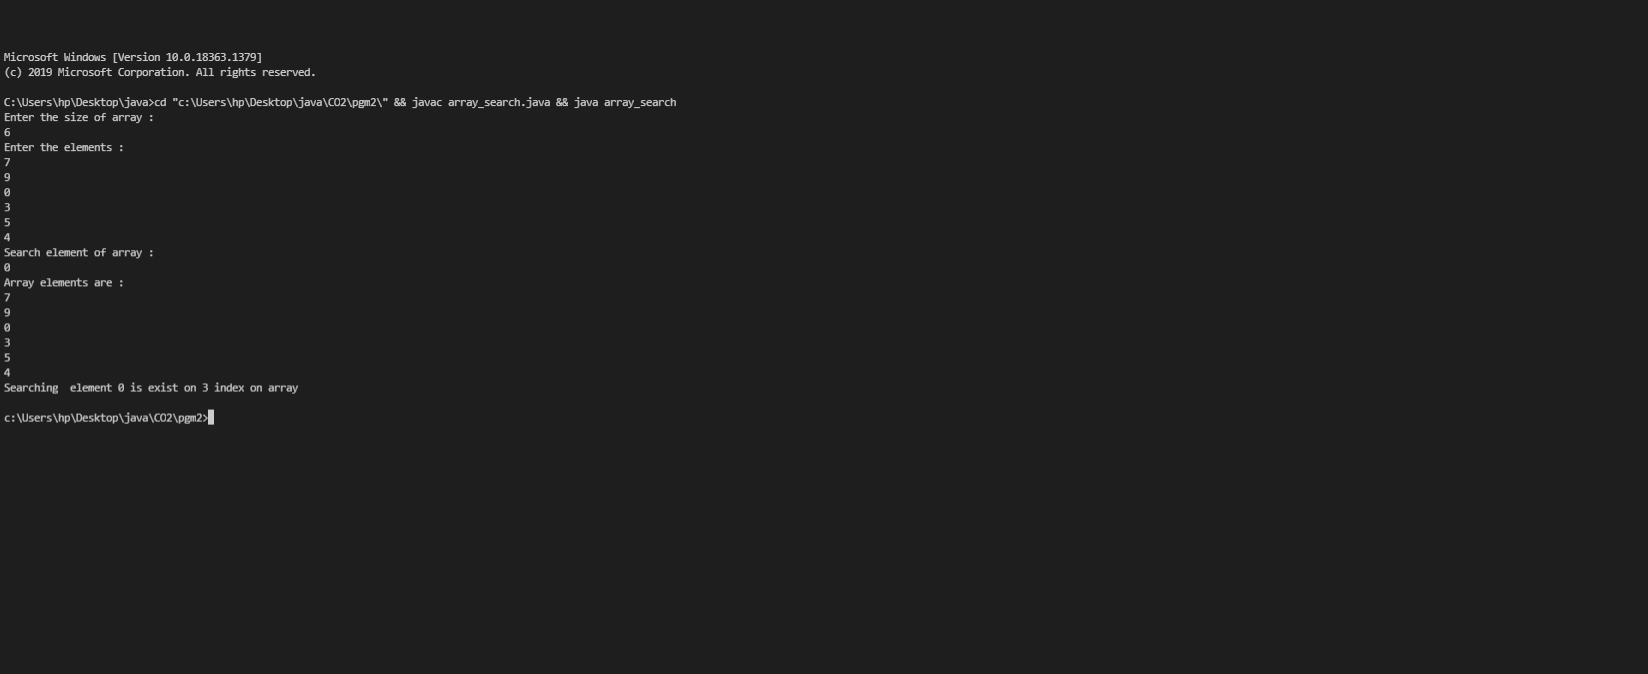 Microsoft Windows [Version 10.0.18363.1379]
(c) 2019 Microsoft Corporation. All rights reserved.
C:\Users\hp\Desktop\java>cd "c:\Users\hp\Desktop\java\CO2\pgm2\" && javac array_search.java && java array_search
Enter the size of array :
6
Enter the elements :
7
9
0
3
5
4
Search element of array :
0
Array elements are :
7
9
0
3
5
4
Searching  element 0 is exist on 3 index on array
c:\Users\hp\Desktop\java\CO2\pgm2>